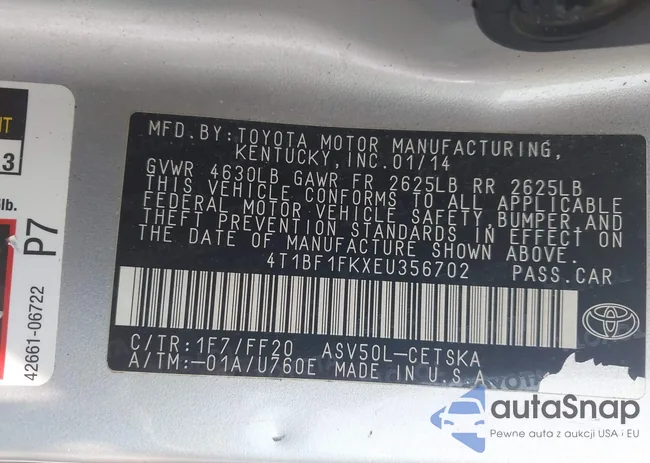 MFD.BY:TOYOTA MOTOR MANUFACTURING,
KENTUCKY, INC.01/14
GVWR 4630LB GAWR FR 2625LB RR 2625LB
THIS VEHICLE CONFORMS TO ALL APPLICABLE
FEDERAL MOTOR VEHICLE SAFETY, BUMPER, AND
THEFT PREVENTION STANDARDS IN EFFECT ON
THE DATE OF MANUFACTURE SHOWN ABOVE.
4T1BF1FKXEU356702 PASS.CAR
C/TR:1F7/FF20 ASV50L-CETSKA
A/TM:-01A/U760E MADE IN U.S.A
P7
42661-06722
3
lb.
autaSnap
Pewne auta z aukcji USA i EU